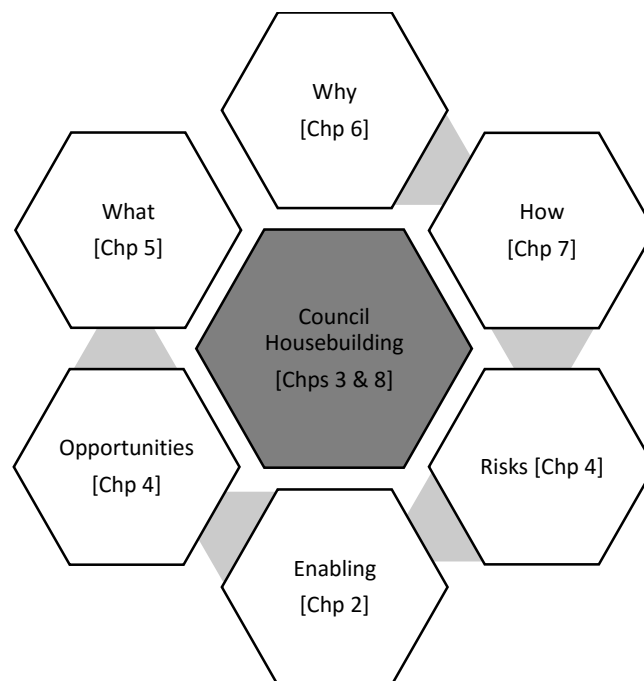 Why
[Chp 6]
What
[Chp 5]
How
[Chp 7]
Council
Housebuilding
[Chps 3 & 8]
Opportunities
[Chp 4]
Risks [Chp 4]
Enabling
[Chp 2]